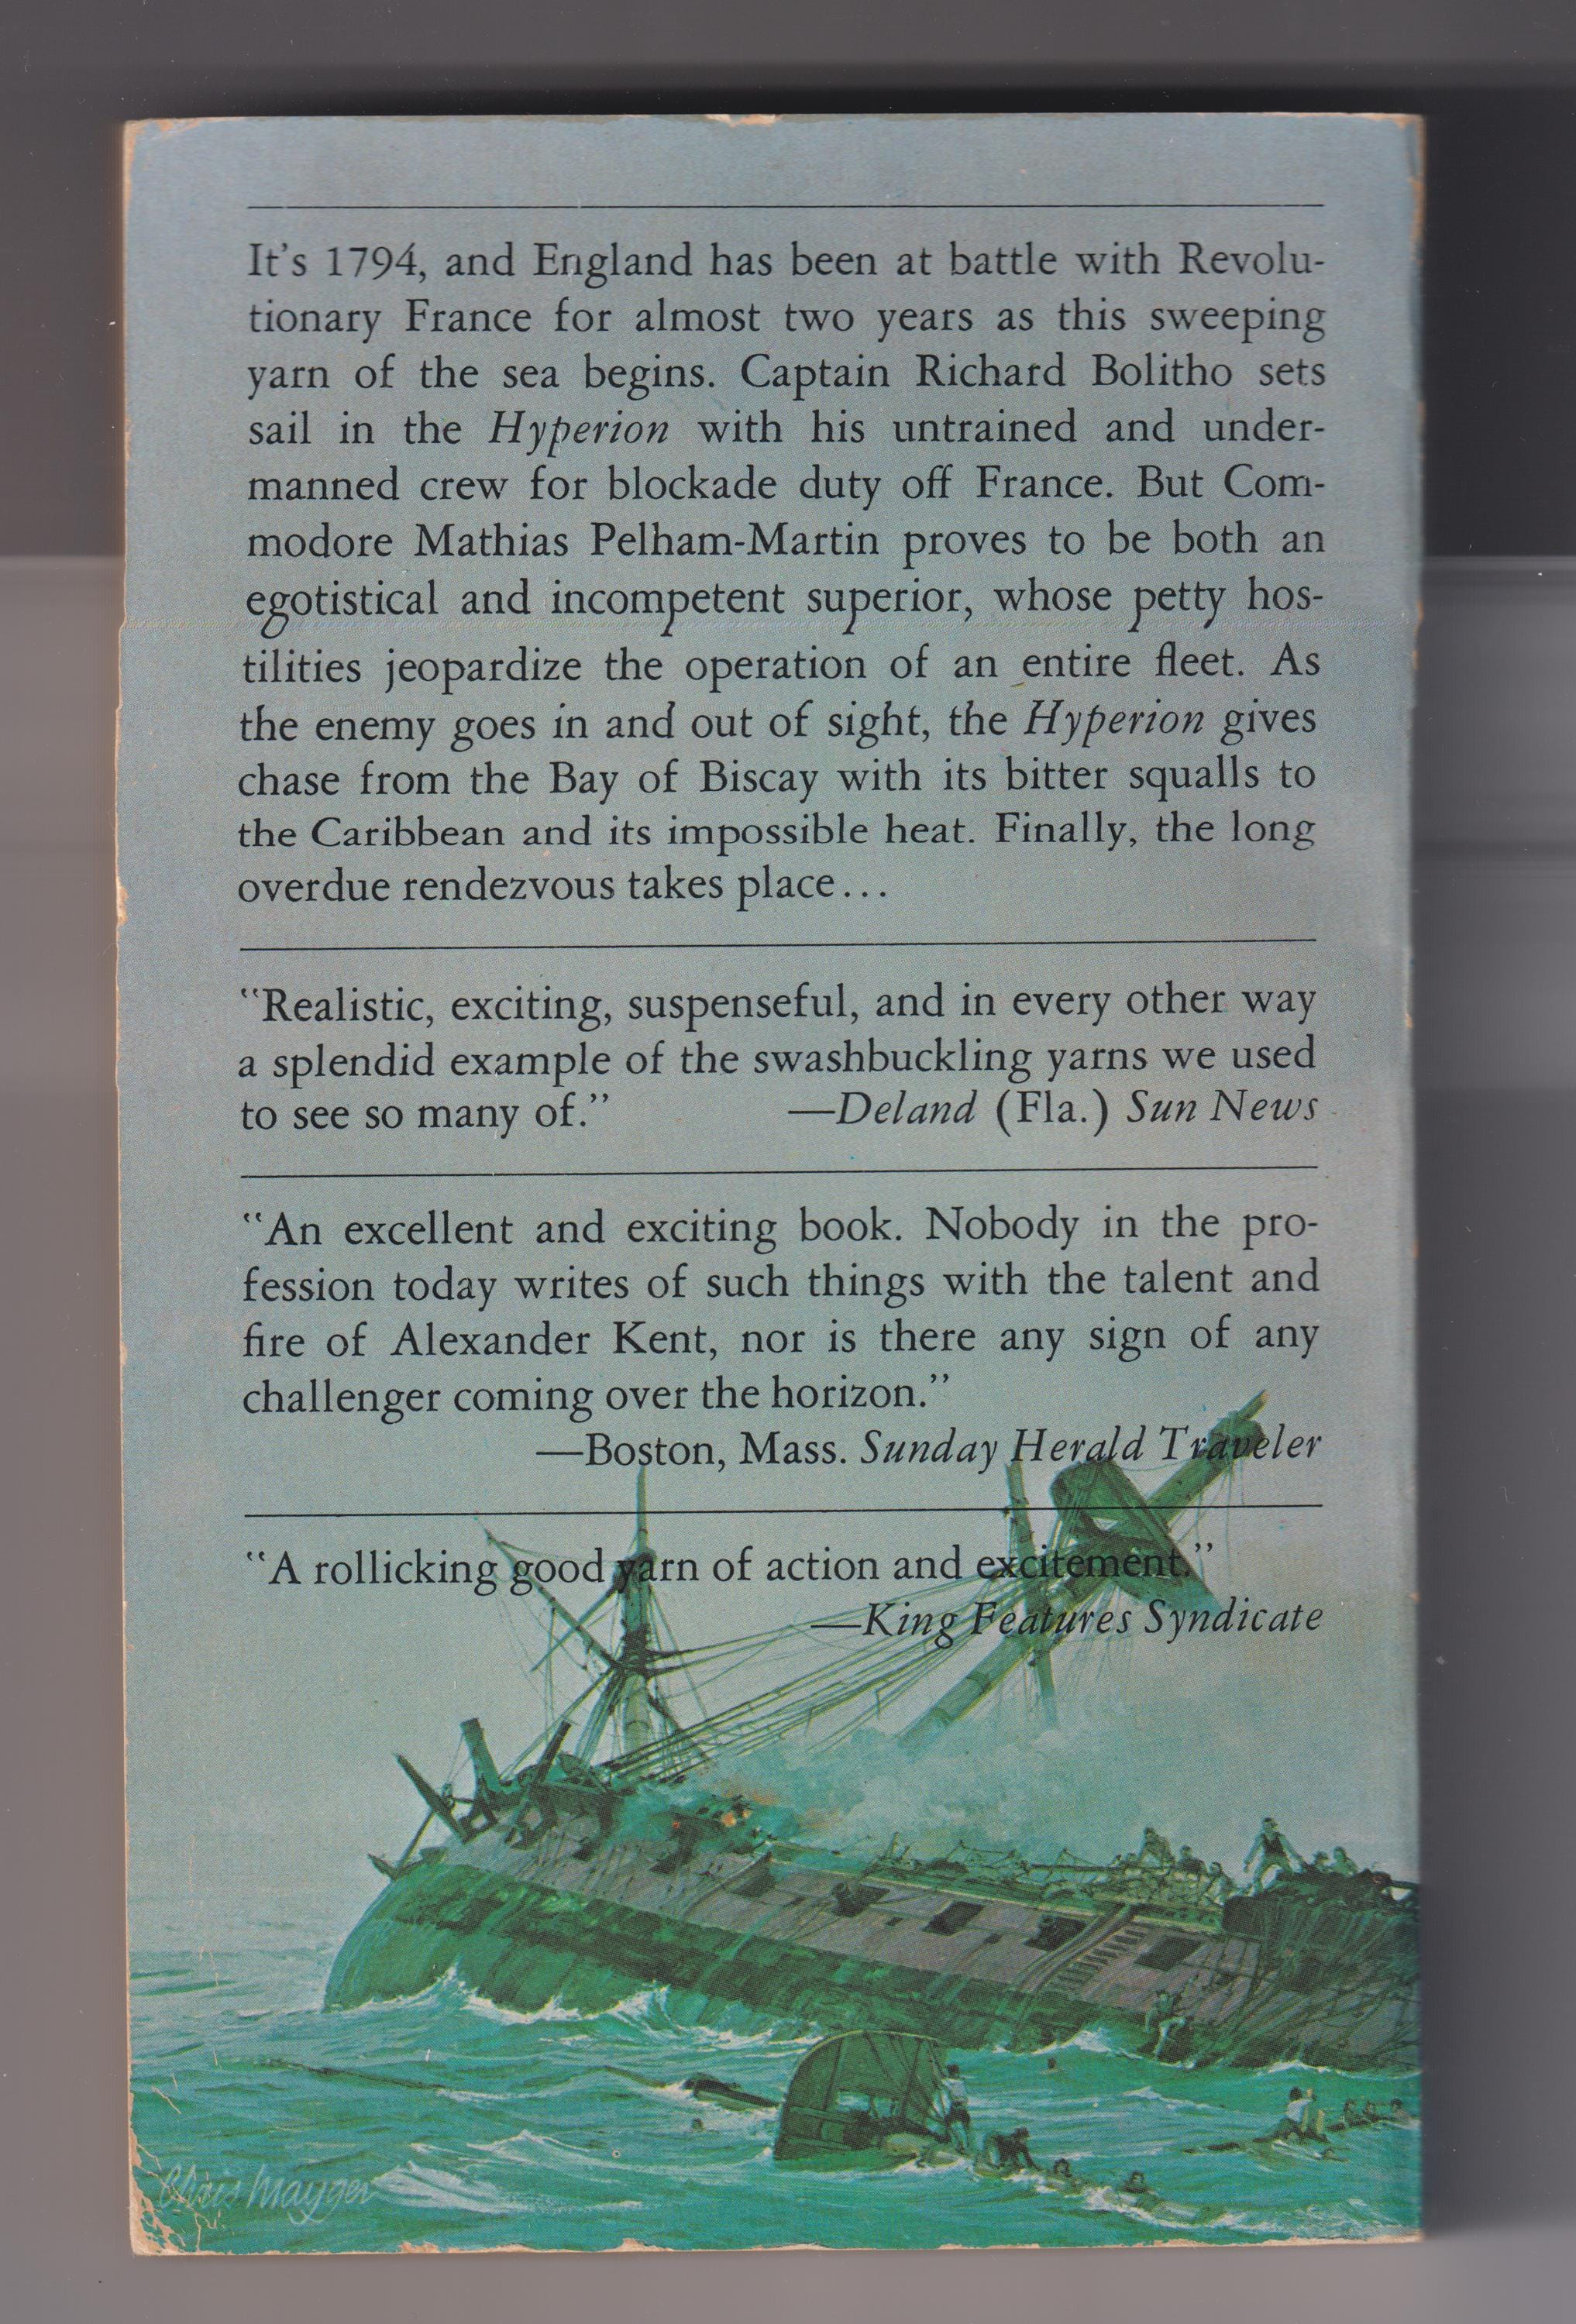 It's 1794, and England has been at battle with Revolu-
tionary France for almost two years as this sweeping
yarn of the sea begins. Captain Richard Bolitho sets
sail in the Hyperion with his untrained and under-
manned crew for blockade duty off France. But Com-
modore Mathias Pelham-Martin proves to be both an
egotistical and incompetent superior, whose petty hos-
tilities jeopardize the operation of an entire fleet. As
the enemy goes in and out of sight, the Hyperion gives
chase from the Bay of Biscay with its bitter squalls to
the Caribbean and its impossible heat. Finally, the long
overdue rendezvous takes place...
“Realistic, exciting, suspenseful, and in every other way
a splendid example of the swashbuckling yarns we used
to see so many of.” —Deland (Fla.) Sun News
“An excellent and exciting book. Nobody in the pro-
fession today writes of such things with the talent and
fire of Alexander Kent, nor is there any sign of any
challenger coming over the horizon.”
—Boston, Mass. Sunday Herald Traveler
“A rollicking good yarn of action and excitement.”
—King Features Syndicate
Chris Mayger